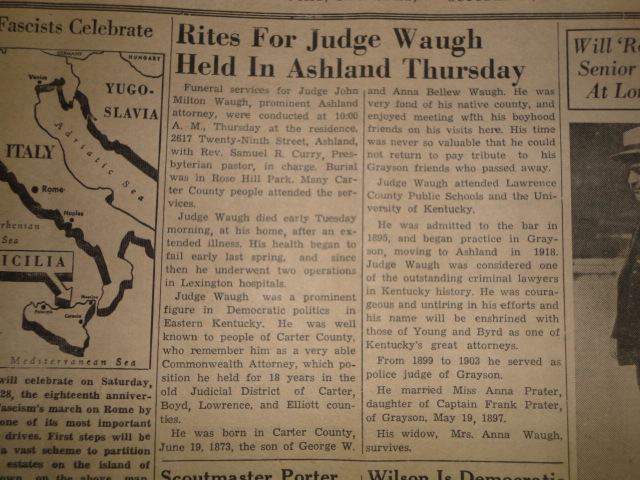 Fascists Celebrate
GERMANY
HUNGARY
Venice
YUGO-
SLAVIA
Adriatic Sea
ITALY
Rome
Naples
Sea
ICILIA
Messina
Palermo
Catania
Mediterranean Sea
will celebrate on Saturday,
28, the eighteenth anniver-
fascism's march on Rome by
one of its most important
drives. First steps will be
a vast scheme to partition
estates on the island of
Rites For Judge Waugh
Held In Ashland Thursday
Funeral services for Judge John
Milton Waugh, prominent Ashland
attorney, were conducted at 10:00
A. M., Thursday at the residence,
2617 Twenty-Ninth Street, Ashland,
with Rev. Samuel R. Curry, Pres-
byterian pastor, in charge. Burial
was in Rose Hill Park. Many Car-
ter County people attended the ser-
vices.
Judge Waugh died early Tuesday
morning, at his home, after an ex-
tended illness. His health began to
fail early last spring, and since
then he underwent two operations
in Lexington hospitals.
Judge Waugh was a prominent
figure in Democratic politics in
Eastern Kentucky. He was well
known to people of Carter County,
who remember him as a very able
Commonwealth Attorney, which po-
sition he held for 18 years in the
old Judicial District of Carter,
Boyd, Lowrence, and Elliott coun-
ties.
He was born in Carter County,
June 19, 1873, the son of George W.
and Anna Bellew Waugh. He was
very fond of his native county, and
enjoyed meeting with his boyhood
friends on his visits here. His time
was never so valuable that he could
not return to pay tribute to his
Grayson friends who passed away.
Judge Waugh attended Lawrence
County Public Schools and the Uni-
versity of Kentucky.
He was admitted to the bar in
1895, and began practice in Gray-
son, moving to Ashland in 1918.
Judge Waugh was considered one
of the outstanding criminal lawyers
in Kentucky history. He was coura-
geous and untiring in his efforts and
his name will be enshrined with
those of Young and Byrd as one of
Kentucky's great attorneys.
From 1899 to 1903 he served as
police judge of Grayson.
He married Miss Anna Prater,
daughter of Captain Frank Prater,
of Grayson, May 19, 1897.
His widow, Mrs. Anna Waugh,
survives.
Scoutmaster Porter
Wilson Is Democratic
Will
Senior
At